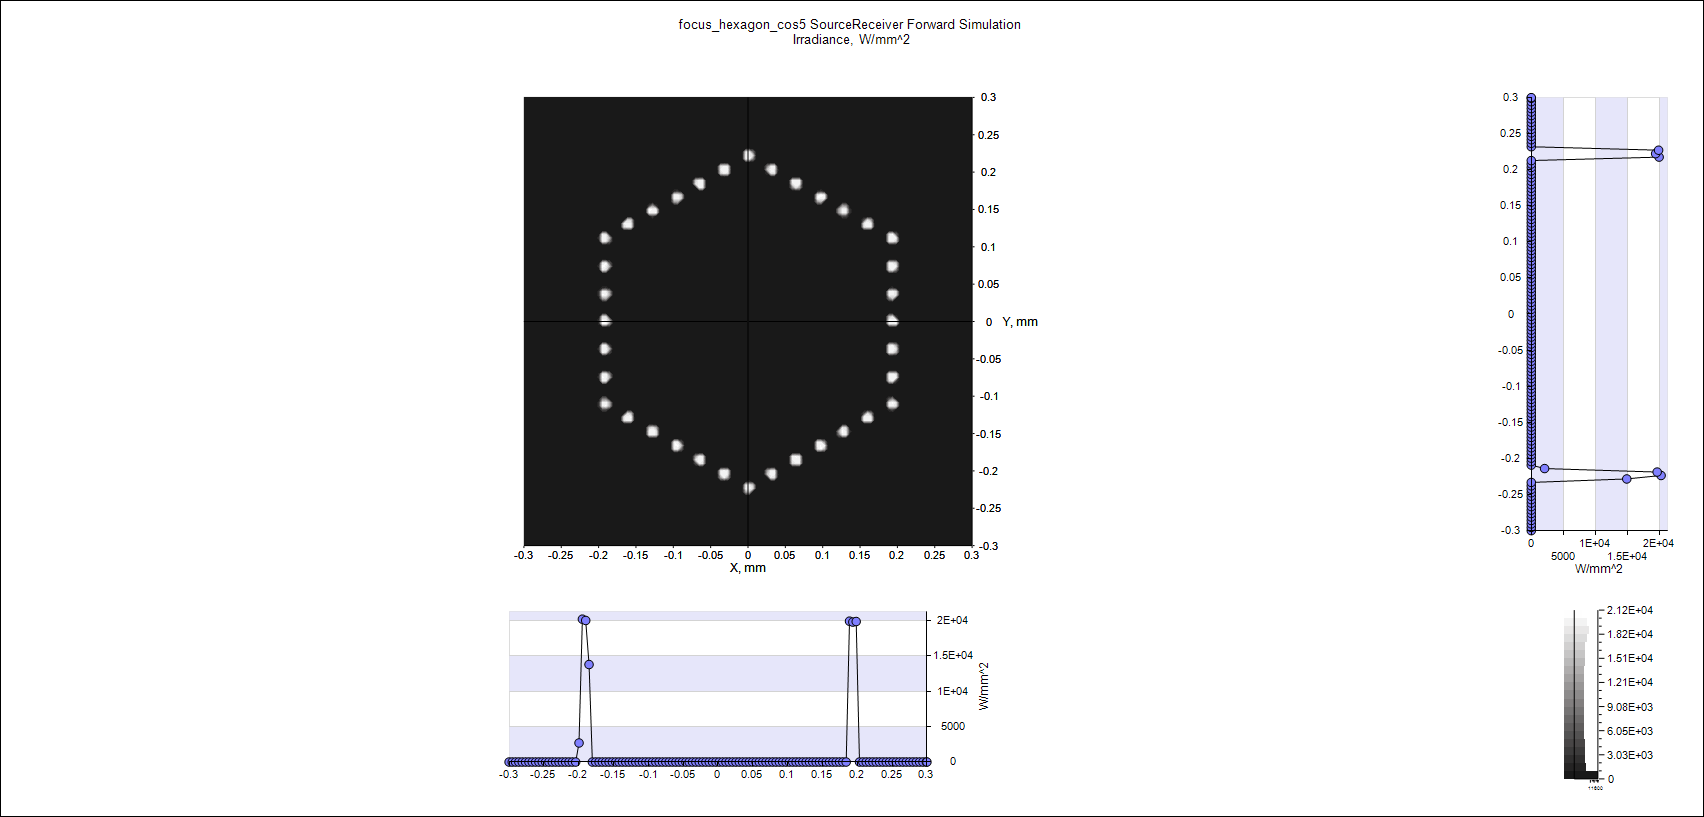 focus_hexagon_cos5 SourceReceiver Forward Simulation
Irradiance, W/mm^2
0.3
0.25
0.2
0.15
0.1
0.05
0 Y, mm
-0.05
-0.1
-0.15
-0.2
-0.25
-0.3
-0.3 -0.25 -0.2 -0.15 -0.1 -0.05 0 0.05 0.1 0.15 0.2 0.25 0.3
X, mm
0.3
0.25
0.2
0.15
0.1
0.05
0
-0.05
-0.1
-0.15
-0.2
-0.25
-0.3
0 1E+04 2E+04
5000 1.5E+04
W/mm^2
2E+04
1.5E+04
1E+04
5000
0
W/mm^2
-0.3 -0.25 -0.2 -0.15 -0.1 -0.05 0 0.05 0.1 0.15 0.2 0.25 0.3
2.12E+04
1.82E+04
1.51E+04
1.21E+04
9.08E+03
6.05E+03
3.03E+03
0